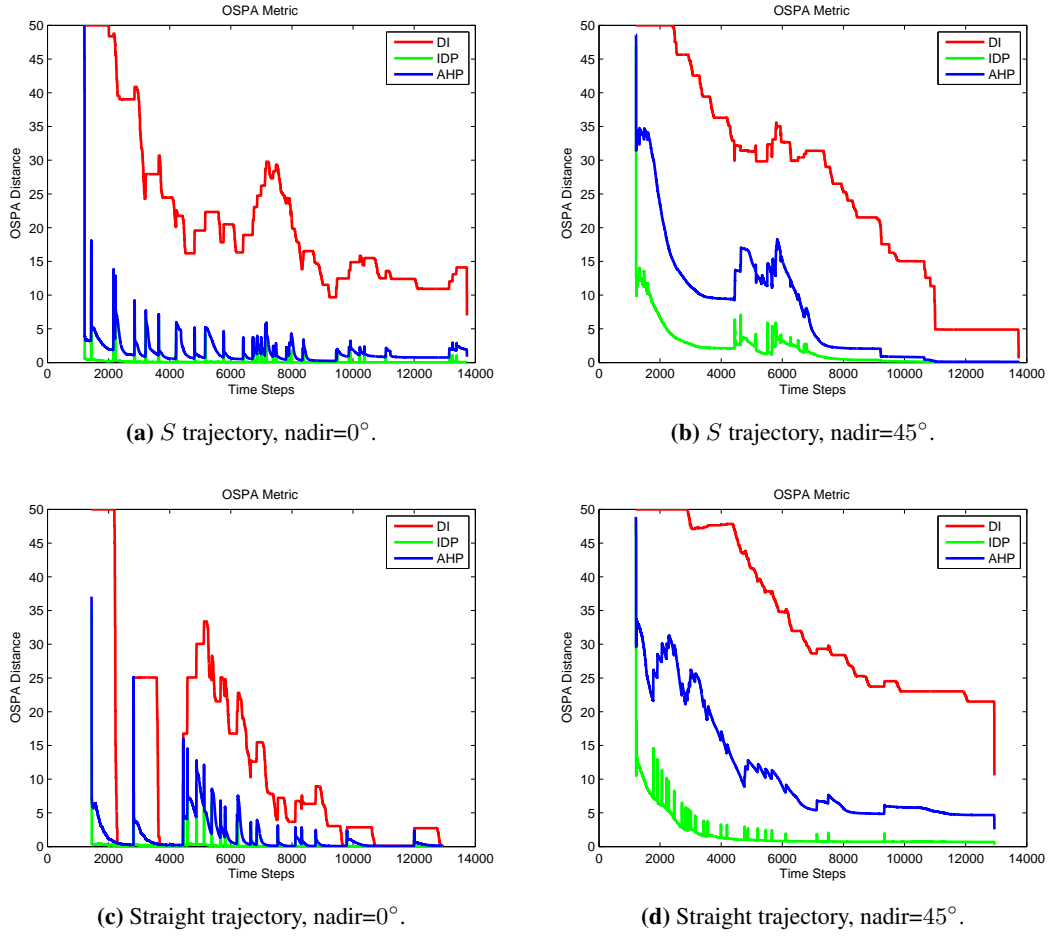 OSPA Metric
50
45
40
35
30
25
20
15
10
5
0
OSPA Distance
DI
IDP
AHP
0 2000 4000 6000 8000 10000 12000 14000
Time Steps
(a) S trajectory, nadir=0°.
OSPA Metric
50
45
40
35
30
25
20
15
10
5
0
OSPA Distance
DI
IDP
AHP
0 2000 4000 6000 8000 10000 12000 14000
Time Steps
(b) S trajectory, nadir=45°.
OSPA Metric
50
45
40
35
30
25
20
15
10
5
0
OSPA Distance
DI
IDP
AHP
0 2000 4000 6000 8000 10000 12000 14000
Time Steps
(c) Straight trajectory, nadir=0°.
OSPA Metric
50
45
40
35
30
25
20
15
10
5
0
OSPA Distance
DI
IDP
AHP
0 2000 4000 6000 8000 10000 12000 14000
Time Steps
(d) Straight trajectory, nadir=45°.